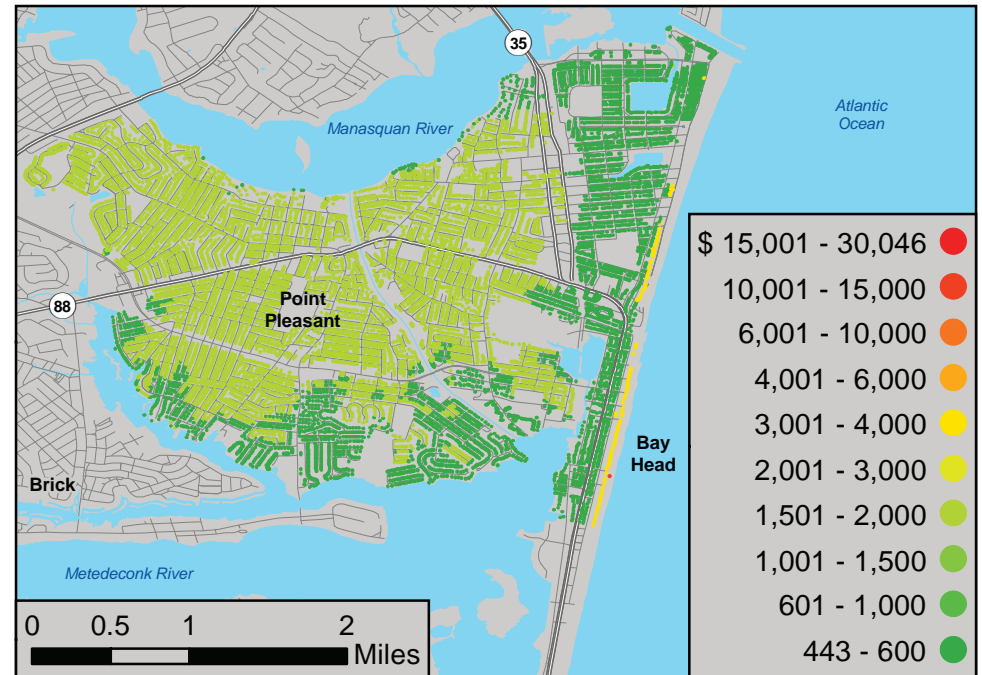 35
Manasquan River
Atlantic
Ocean
88
Point
Pleasant
Bay
Head
Brick
Metedeconk River
0 0.5 1 2
Miles
$ 15,001 - 30,046
10,001 - 15,000
6,001 - 10,000
4,001 - 6,000
3,001 - 4,000
2,001 - 3,000
1,501 - 2,000
1,001 - 1,500
601 - 1,000
443 - 600